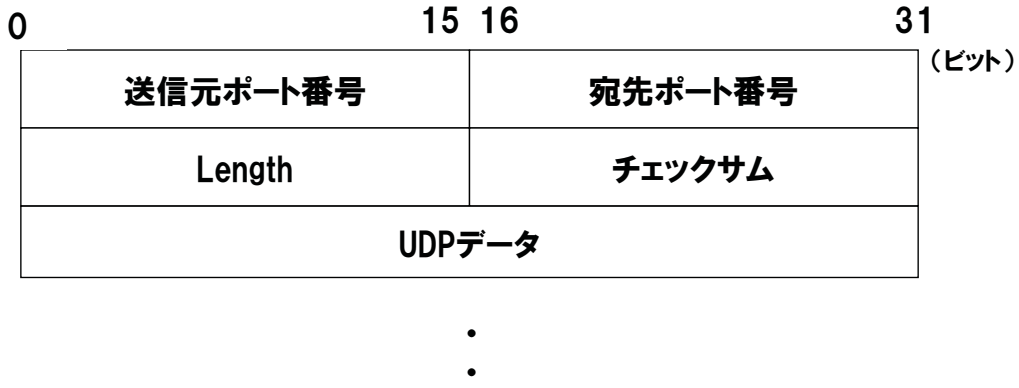 0 15 16 31
(ビット)
送信元ポート番号 宛先ポート番号
Length チェックサム
UDPデータ
・
・